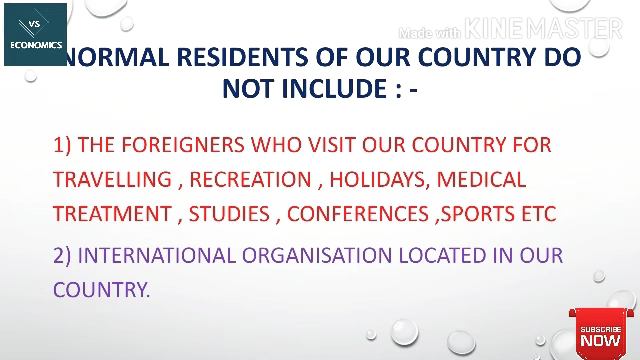 VS
ECONOMICS
Made with KINEMASTER
NORMAL RESIDENTS OF OUR COUNTRY DO
NOT INCLUDE : -
1) THE FOREIGNERS WHO VISIT OUR COUNTRY FOR
TRAVELLING , RECREATION , HOLIDAYS, MEDICAL
TREATMENT , STUDIES , CONFERENCES ,SPORTS ETC
2) INTERNATIONAL ORGANISATION LOCATED IN OUR
COUNTRY.
SUBSCRIBE
NOW